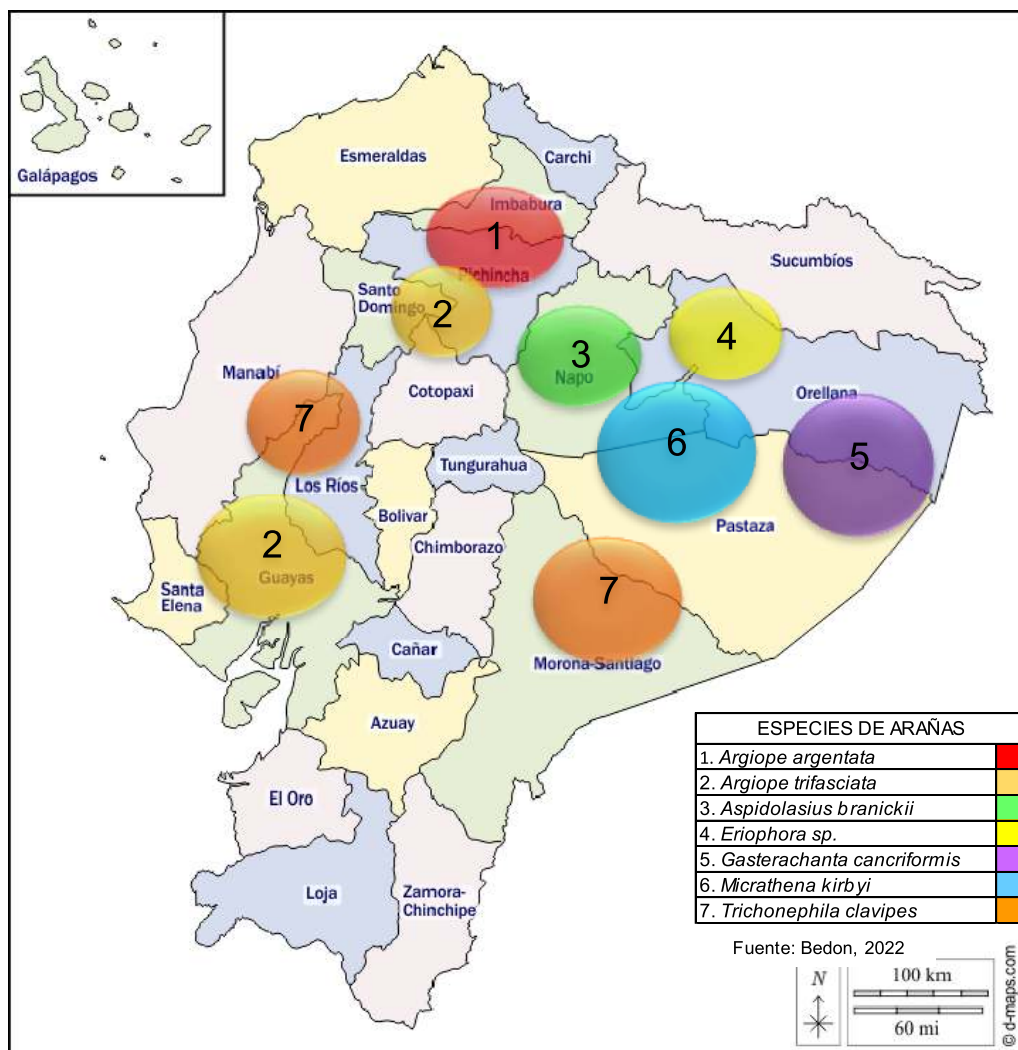 Galápagos
Esmeraldas
Carchi
Imbabura
1
Pichincha
Sucumbíos
Santo
Domingo
2
3
Napo
4
Manabí
7
Cotopaxi
Orellana
6
5
Tungurahua
Los Ríos
Bolivar
Pastaza
2
Guayas
Chimborazo
Santa
Elena
7
Cañar
Morona-Santiago
Azuay
El Oro
Loja
Zamora-
Chinchipe
ESPECIES DE ARAÑAS
1. Argiope argentata
2. Argiope trifasciata
3. Aspidolasius branickii
4. Eriophora sp.
5. Gasterachanta cancriformis
6. Micrathena kirbyi
7. Trichonephila clavipes
Fuente: Bedon, 2022
N
100 km
60 mi
© d-maps.com